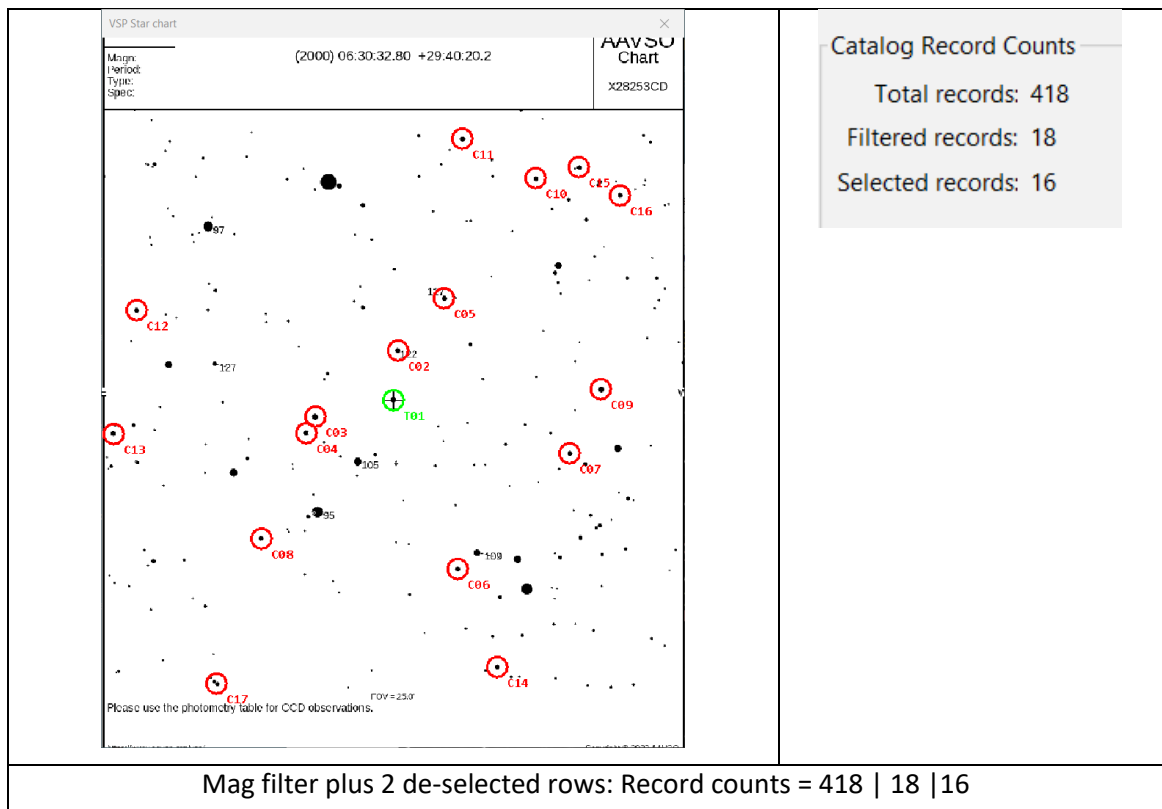 VSP Star chart
AAVSO
Chart
X28253CD
Magn:
Period:
Type:
Spec:
(2000) 06:30:32.80 +29:40:20.2
C11
C10
C16
97
127
C05
C12
122
C02
127
C09
T01
C03
C04
C13
105
C07
95
C08
109
C06
C14
C17
FOV = 25.0'
Please use the photometry table for CCD observations.
Catalog Record Counts
Total records: 418
Filtered records: 18
Selected records: 16
Mag filter plus 2 de-selected rows: Record counts = 418 | 18 |16